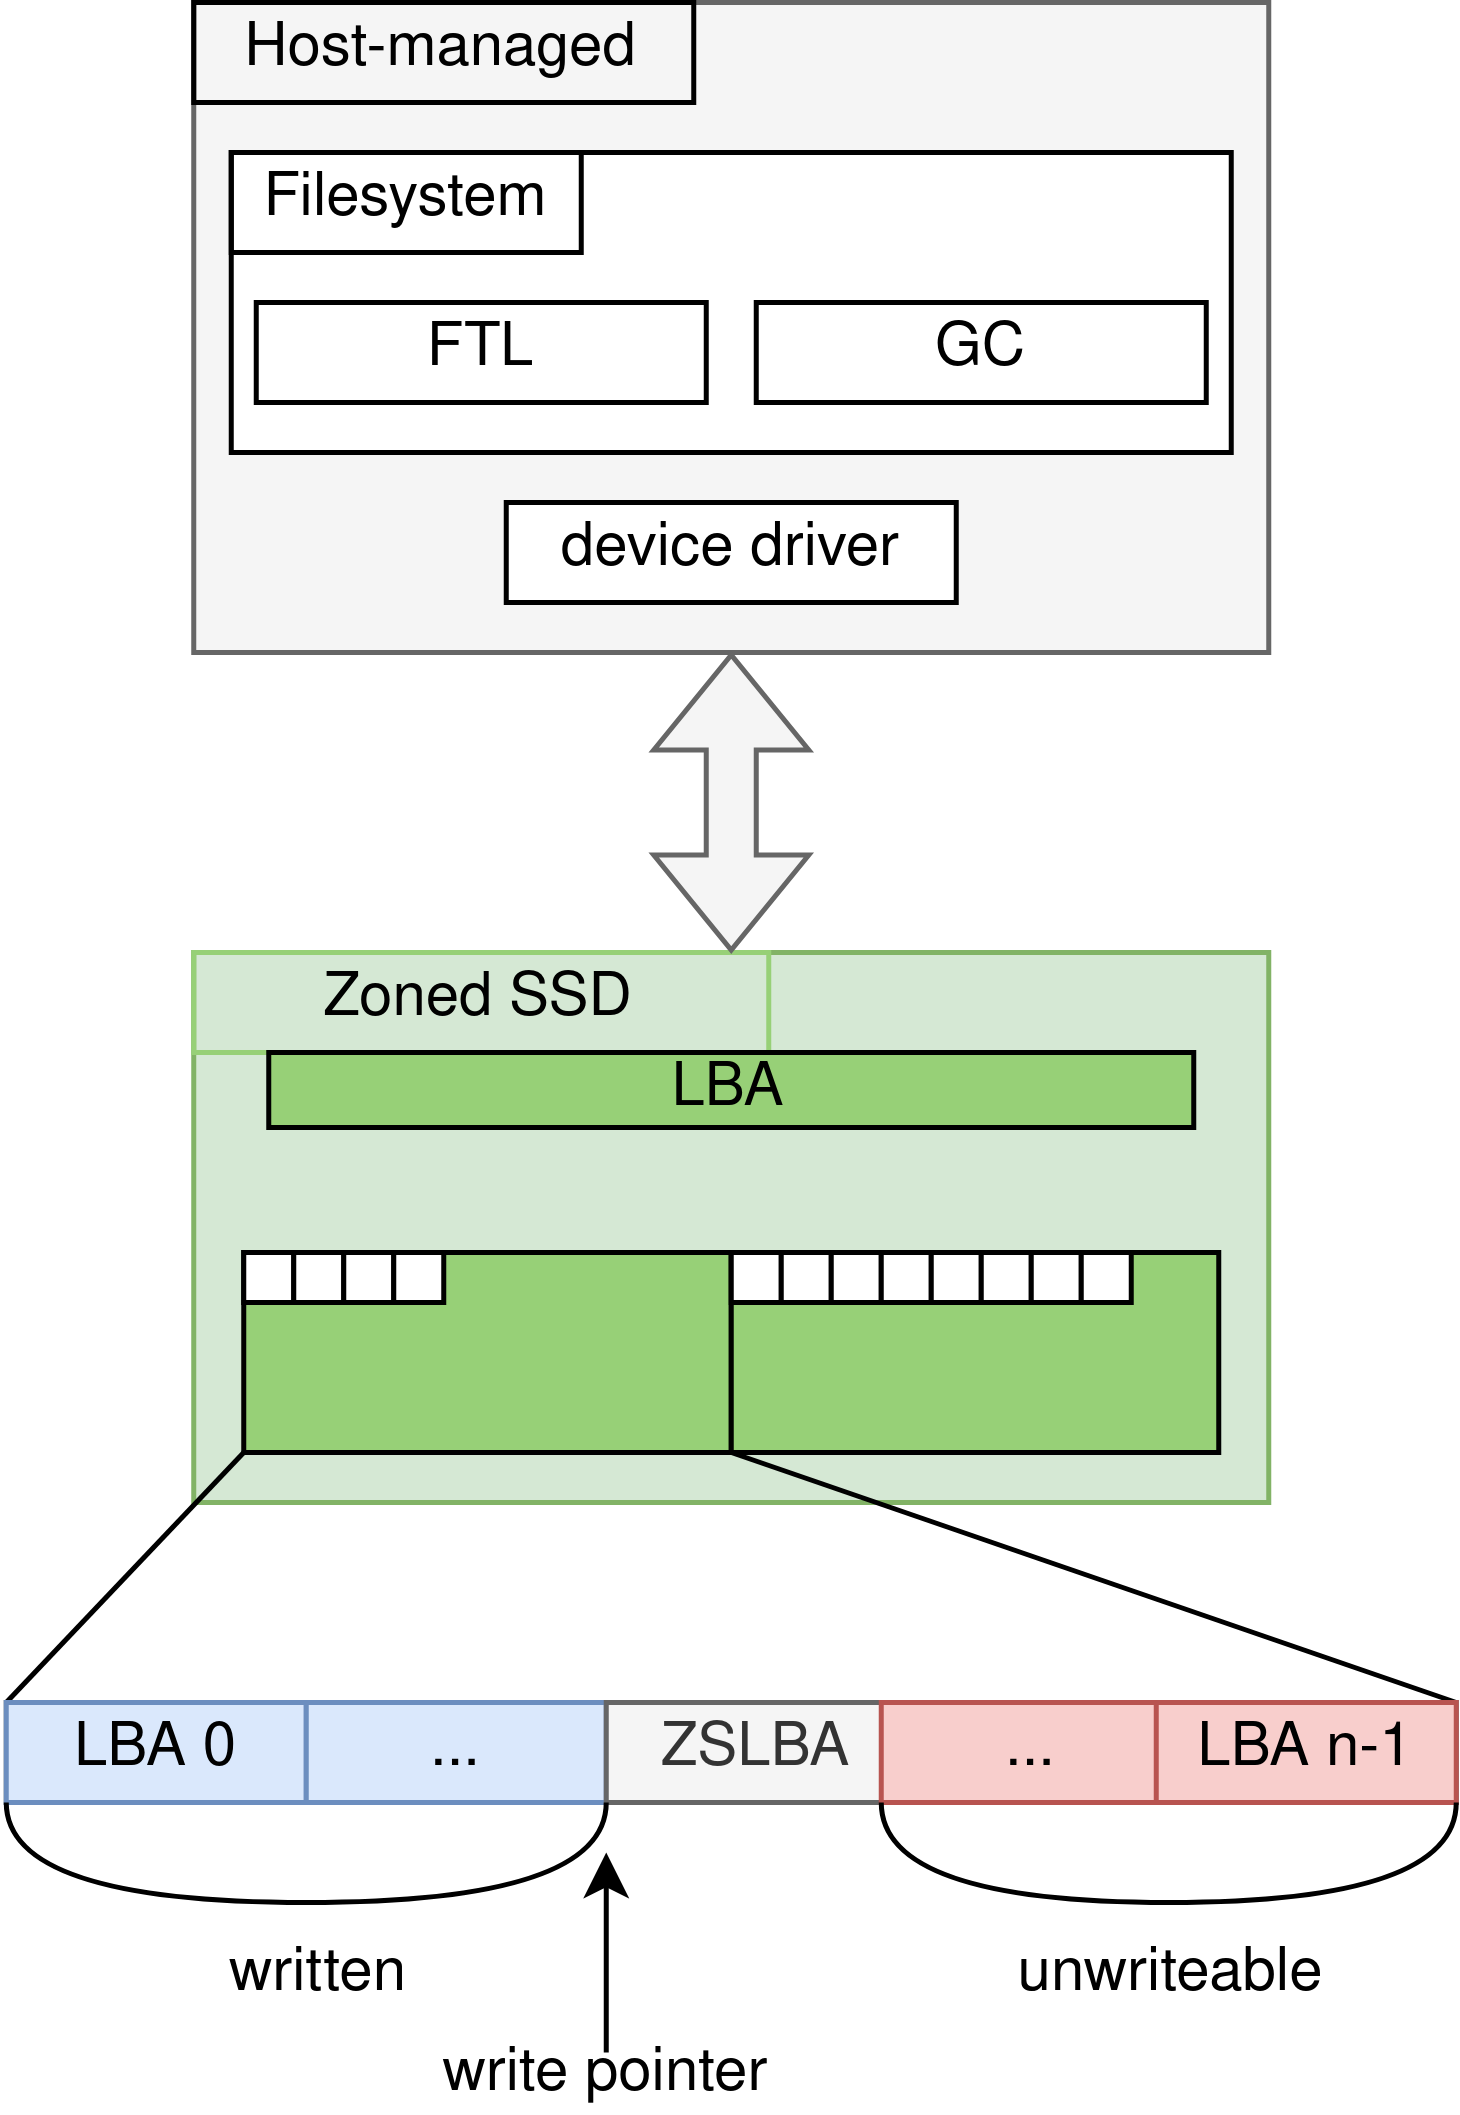 Host-managed
Filesystem
FTL GC
device driver
Zoned SSD
LBA
LBA 0 ... ZSLBA ... LBA n-1
written unwriteable
write pointer